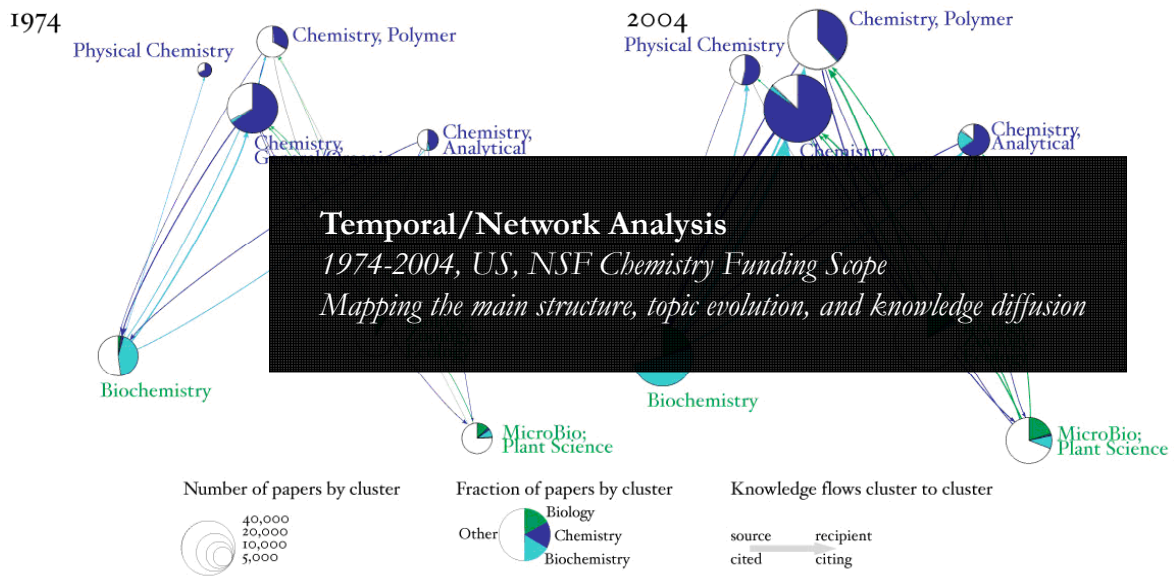 1974
2004
Physical Chemistry
Chemistry, Polymer
Chemistry,
Chemistry,
Analytical
Physical Chemistry
Chemistry, Polymer
Chemistry
Chemistry,
Analytical
Temporal/Network Analysis
1974-2004, US, NSF Chemistry Funding Scope
Mapping the main structure, topic evolution, and knowledge diffusion
Biochemistry
MicroBio;
Plant Science
Biochemistry
MicroBio;
Plant Science
Number of papers by cluster
40,000
20,000
10,000
5,000
Fraction of papers by cluster
Other
Biology
Chemistry
Biochemistry
Knowledge flows cluster to cluster
source recipient
cited citing